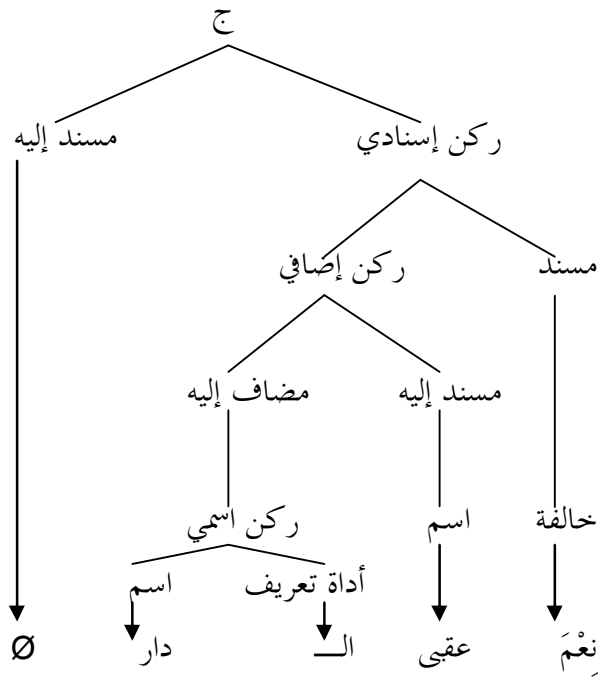 ج
ركن إسنادي مسند إليه
مسند ركن إضافي
مسند إليه مضاف إليه
خالفة اسم ركن اسمي
أداة تعريف اسم
نِعْمَ عقبى الـــ دار Ø